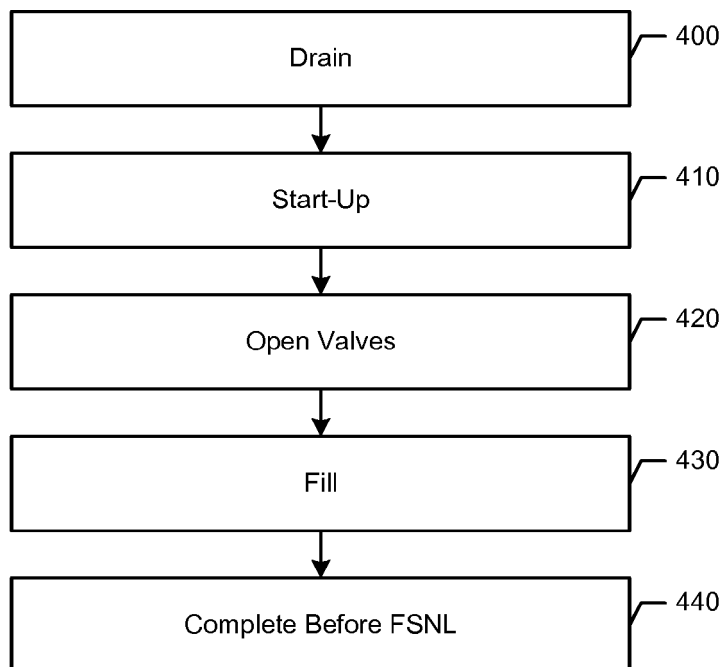 Drain
400
Start-Up
410
Open Valves
420
Fill
430
Complete Before FSNL
440